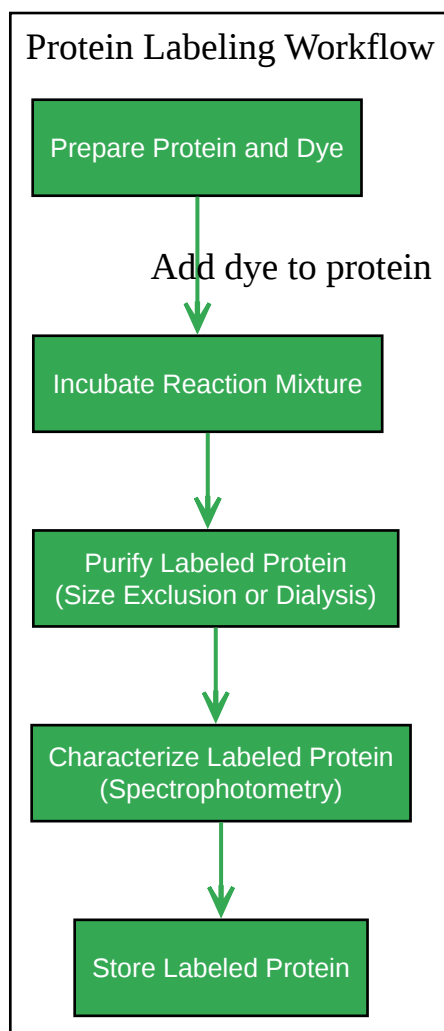 Protein Labeling Workflow
Prepare Protein and Dye
Add dye to protein
Incubate Reaction Mixture
Purify Labeled Protein
(Size Exclusion or Dialysis)
Characterize Labeled Protein
(Spectrophotometry)
Store Labeled Protein